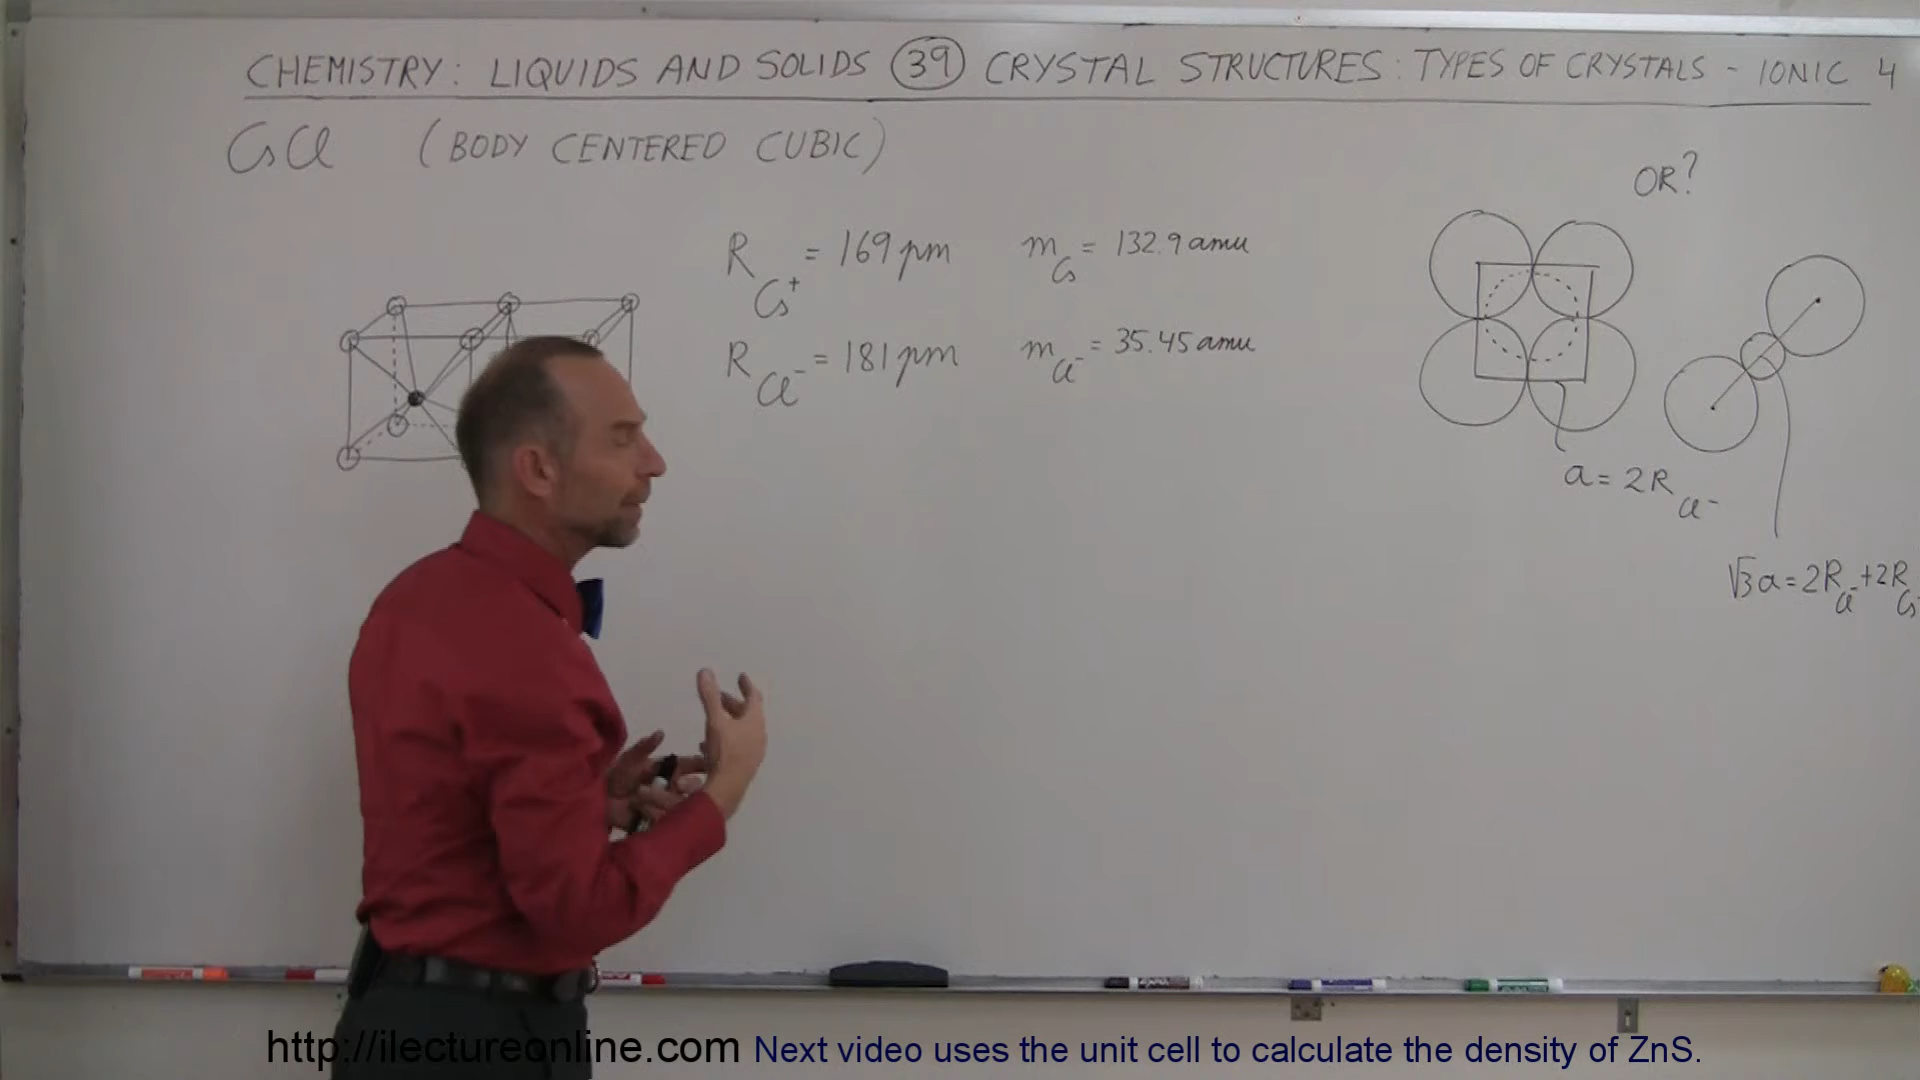 CHEMISTRY: LIQUIDS AND SOLIDS 39 CRYSTAL STRUCTURES: TYPES OF CRYSTALS - IONIC 4
CsCl (BODY CENTERED CUBIC)
OR?
R Cs+ = 169 pm m Cs = 132.9 amu
R Cl- = 181 pm m Cl- = 35.45 amu
a = 2R Cl-
√3 a = 2R Cl- + 2R Cs+
http://ilectureonline.com Next video uses the unit cell to calculate the density of ZnS.